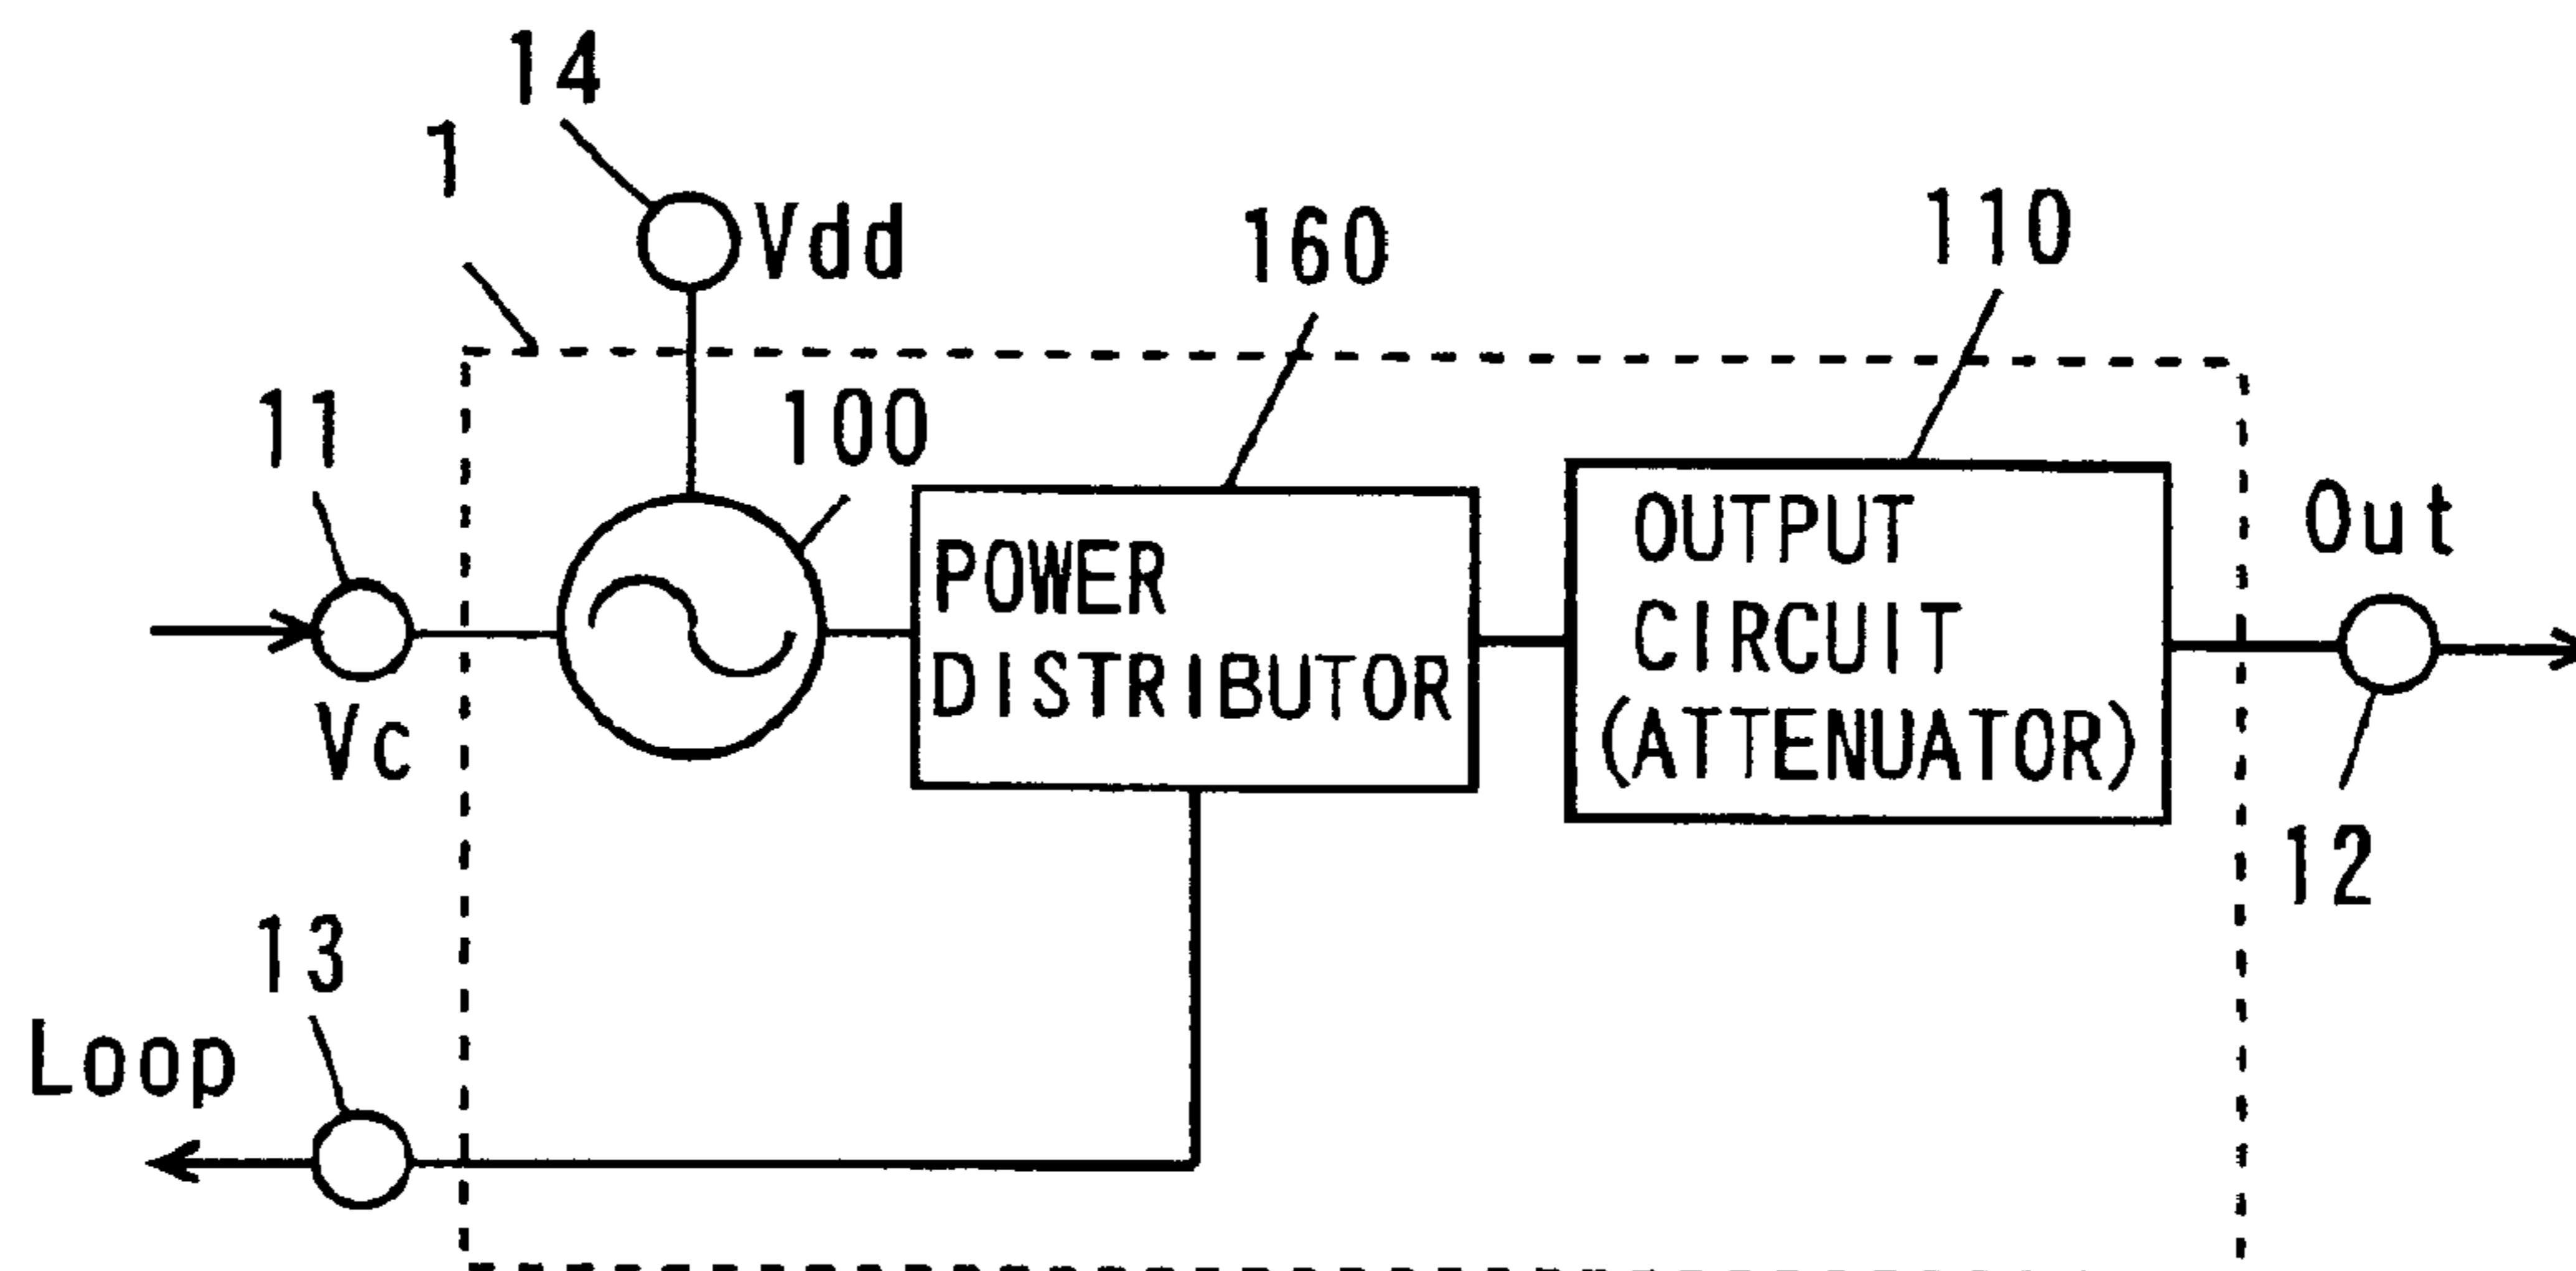 14
1
Vdd
160
110
11
100
Out
OUTPUT
CIRCUIT
(ATTENUATOR)
POWER
DISTRIBUTOR
Vc
12
13
Loop